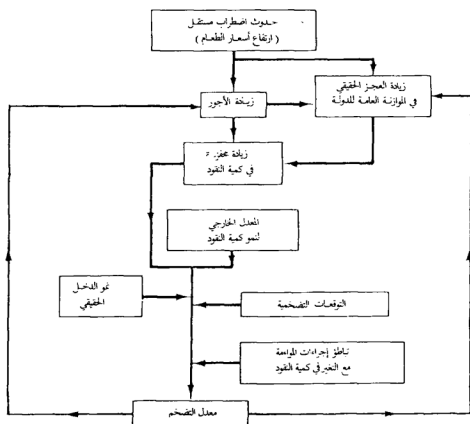 حدوث اضطراب مستقل
( ارتفاع أسعار الطعام )
زيادة العجز الحقيقي
في الموازنة العامة للدولة
زيادة الأجور
زيادة محفزة
في كمية النقود
المعدل الخارجي
لنمو كمية النقود
نمو الدخل
الحقيقي
التوقعات التضخمية
تباطؤ إجراءات المواءمة
مع التغير في كمية النقود
معدل التضخم